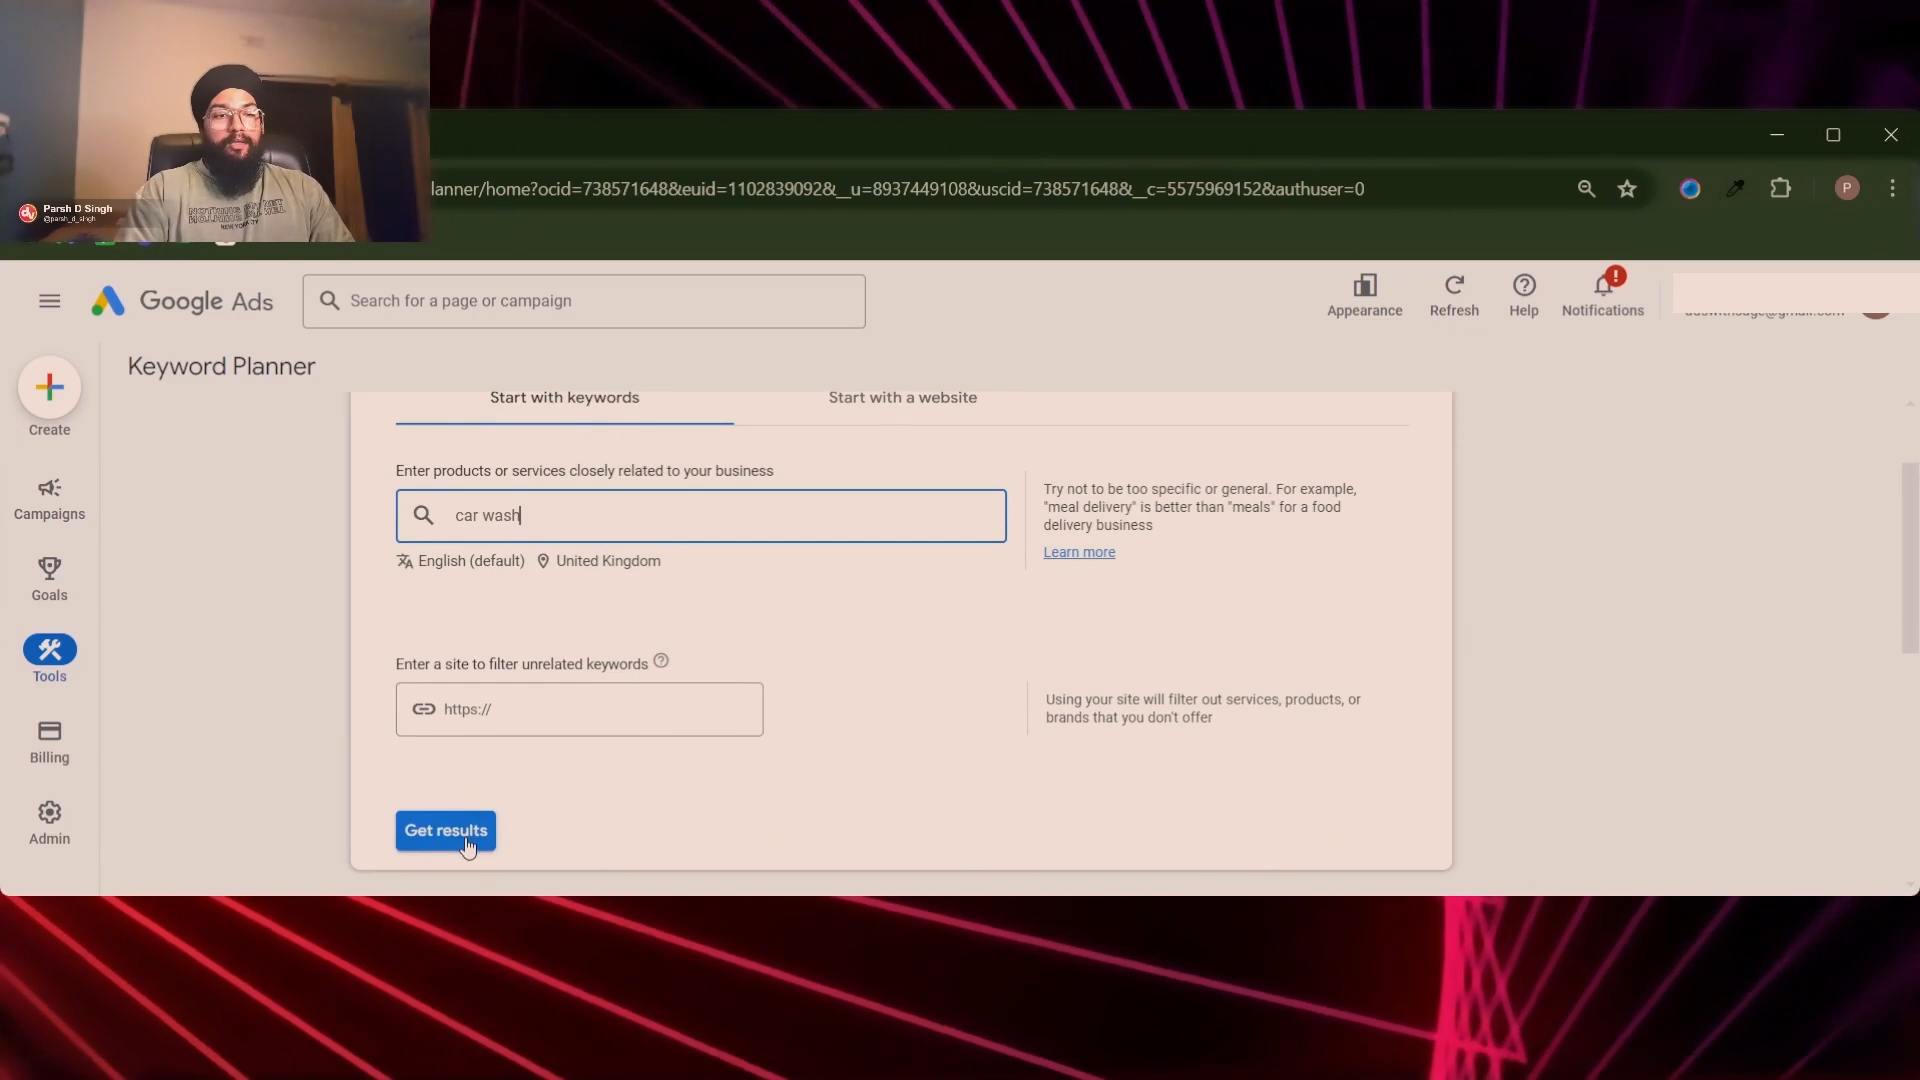 Parsh D Singh
@parsh_d_singh
NEW YORK
lanner/home?ocid=738571648&euid=1102839092&__u=8937449108&uscid=738571648&__c=5575969152&authuser=0
P
Google Ads
Search for a page or campaign
Appearance
Refresh
Help
Notifications
Keyword Planner
Create
Campaigns
Goals
Tools
Billing
Admin
Start with keywords
Start with a website
Enter products or services closely related to your business
car wash
English (default)
United Kingdom
Try not to be too specific or general. For example,
"meal delivery" is better than "meals" for a food
delivery business
Learn more
Enter a site to filter unrelated keywords
https://
Using your site will filter out services, products, or
brands that you don't offer
Get results